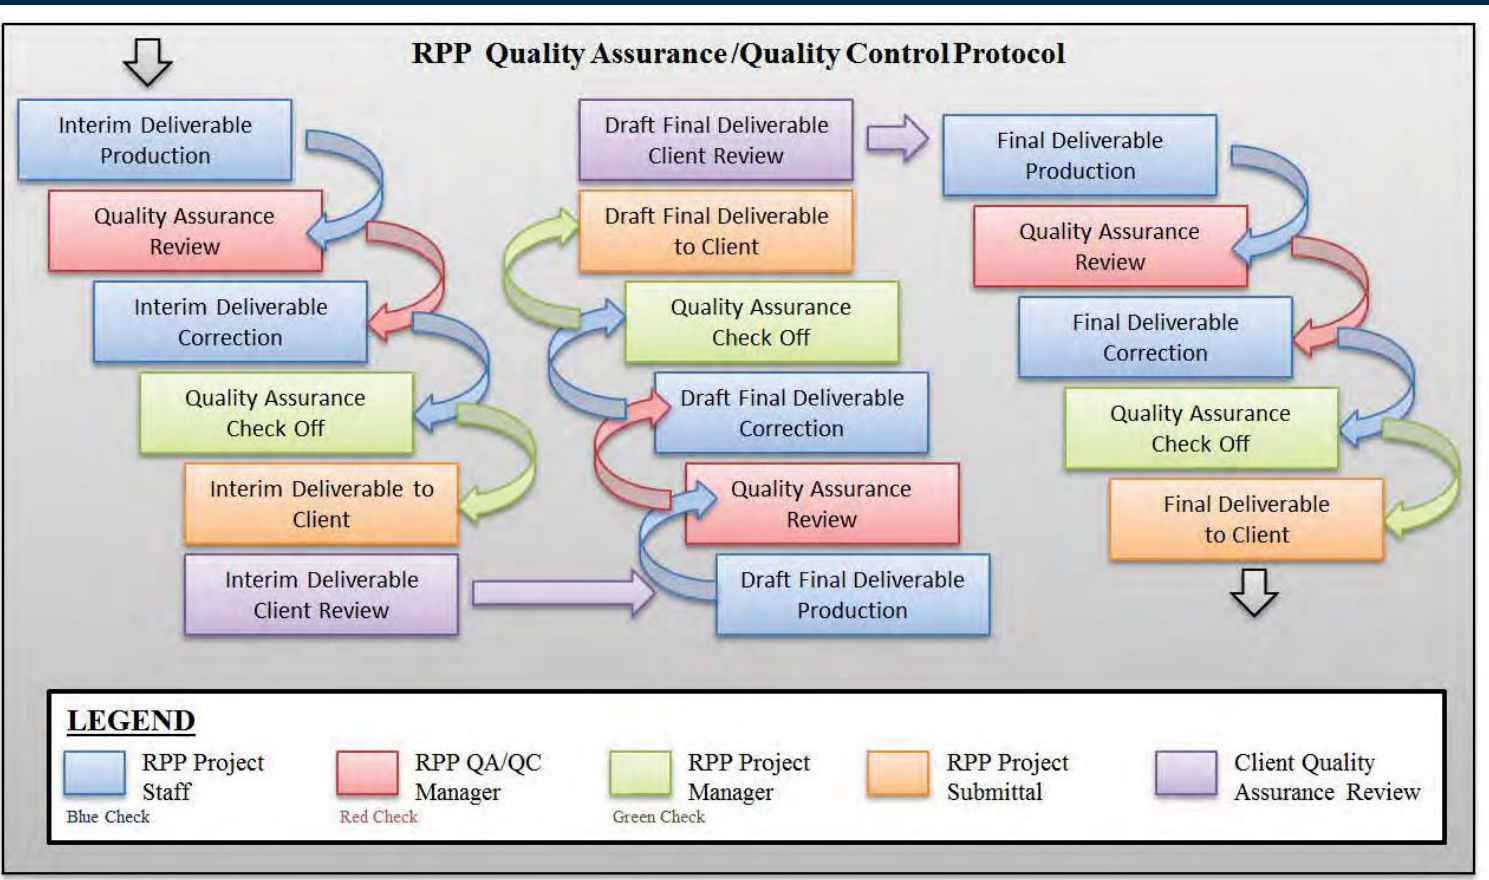 RPP Quality Assurance/Quality Control Protocol
Interim Deliverable
Production
Quality Assurance
Review
Interim Deliverable
Correction
Quality Assurance
Check Off
Interim Deliverable to
Client
Interim Deliverable
Client Review
Draft Final Deliverable
Client Review
Draft Final Deliverable
to Client
Quality Assurance
Check Off
Draft Final Deliverable
Correction
Quality Assurance
Review
Draft Final Deliverable
Production
Final Deliverable
Production
Quality Assurance
Review
Final Deliverable
Correction
Quality Assurance
Check Off
Final Deliverable
to Client
LEGEND
RPP Project
Staff
Blue Check
RPP QA/QC
Manager
Red Check
RPP Project
Manager
Green Check
RPP Project
Submittal
Client Quality
Assurance Review